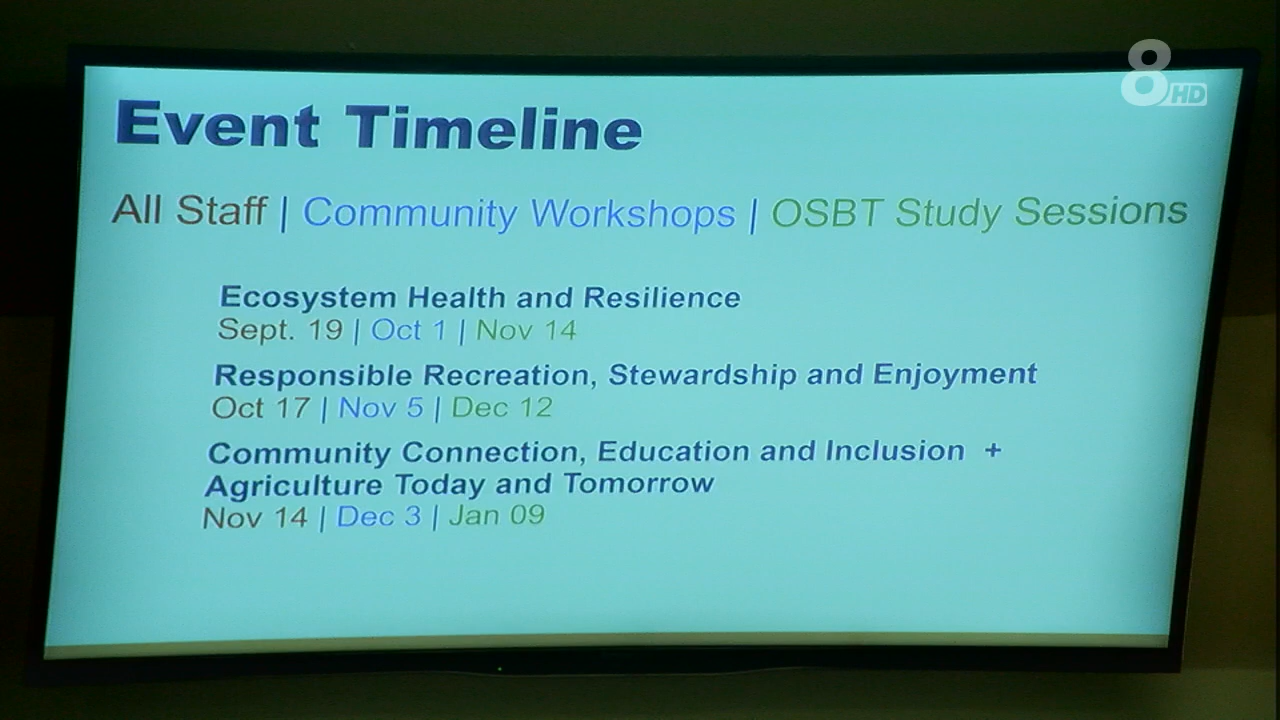 8HD
Event Timeline
All Staff | Community Workshops | OSBT Study Sessions
Ecosystem Health and Resilience
Sept. 19 | Oct 1 | Nov 14
Responsible Recreation, Stewardship and Enjoyment
Oct 17 | Nov 5 | Dec 12
Community Connection, Education and Inclusion +
Agriculture Today and Tomorrow
Nov 14 | Dec 3 | Jan 09